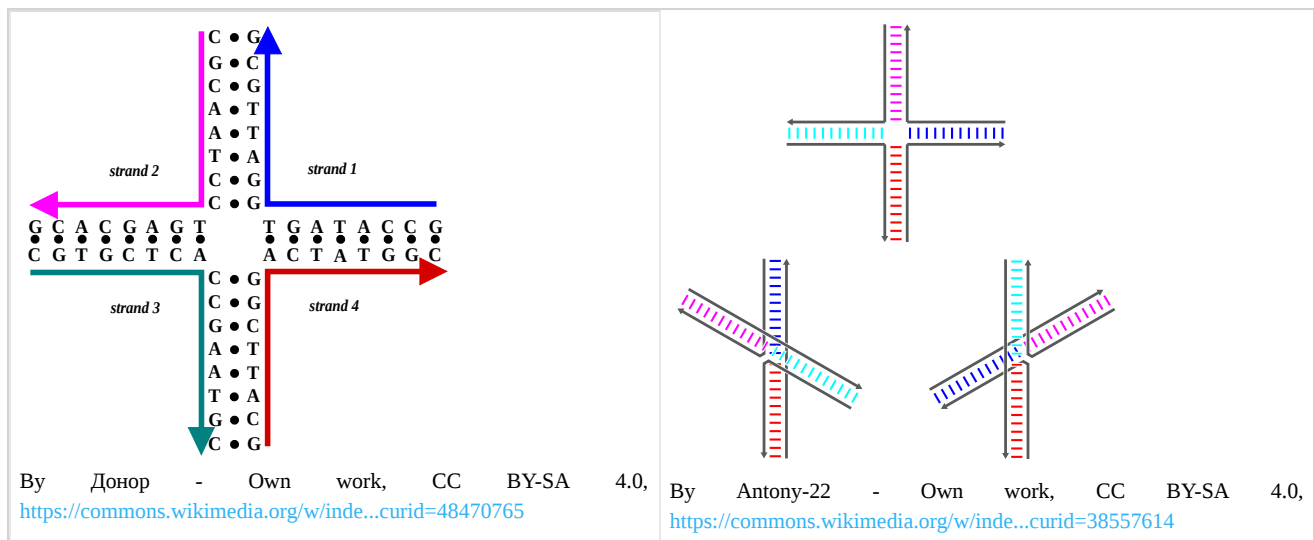 C ● G
G ● C
C ● G
A ● T
A ● T
T ● A
strand 2
strand 1
C ● G
C ● G
G C A C G A G T T G A T A C C G
● ● ● ● ● ● ● ● ● ● ● ● ● ● ● ●
C G T G C T C A A C T A T G G C
C ● G
strand 3
C ● G
strand 4
G ● C
A ● T
A ● T
T ● A
G ● C
C ● G
By Донор - Own work, CC BY-SA 4.0,
https://commons.wikimedia.org/w/inde...curid=48470765
By Antony-22 - Own work, CC BY-SA 4.0,
https://commons.wikimedia.org/w/inde...curid=38557614